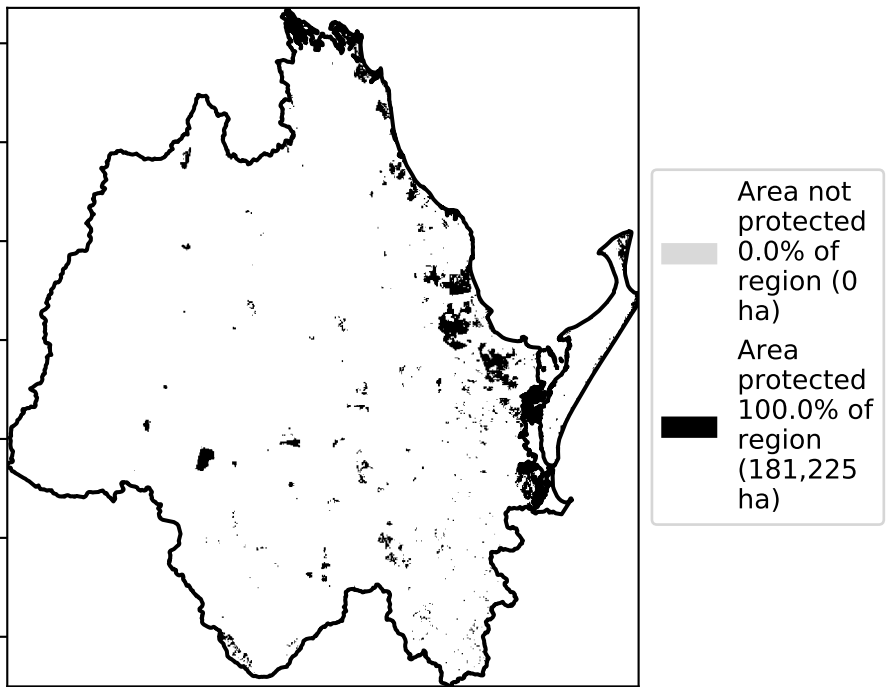 Area not
protected
0.0% of
region (0
ha)
Area
protected
100.0% of
region
(181,225
ha)